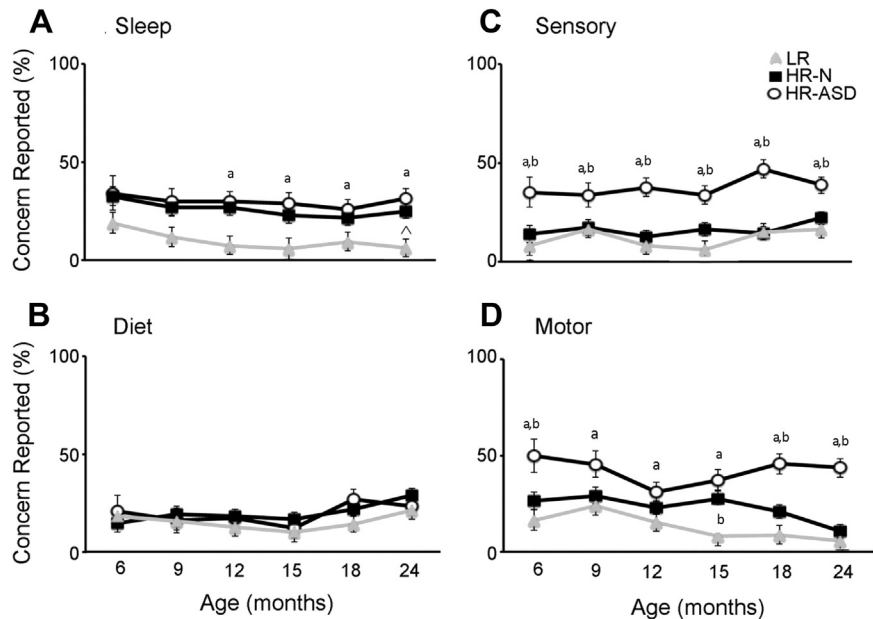 A . Sleep
Concern Reported (%)
100
50
0
a a a a
^
C Sensory
LR
HR-N
HR-ASD
100
50
0
a,b a,b a,b a,b a,b a,b
B Diet
Concern Reported (%)
100
50
0
6 9 12 15 18 24
Age (months)
D Motor
100
50
0
a,b a a a a,b a,b
b
6 9 12 15 18 24
Age (months)